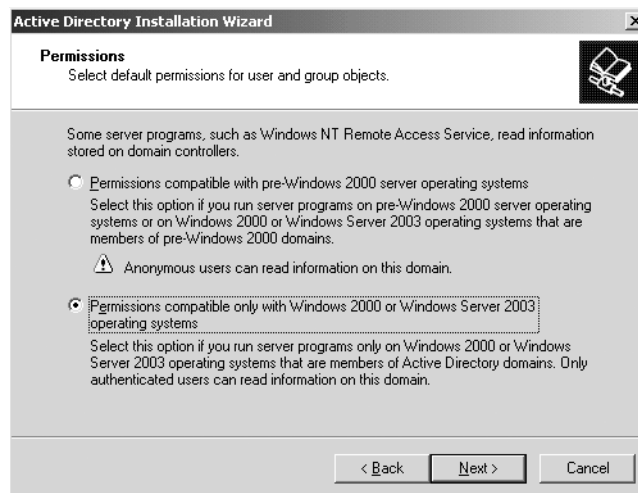 Active Directory Installation Wizard
Permissions
Select default permissions for user and group objects.
Some server programs, such as Windows NT Remote Access Service, read information
stored on domain controllers.
Permissions compatible with pre-Windows 2000 server operating systems
Select this option if you run server programs on pre-Windows 2000 server operating
systems or on Windows 2000 or Windows Server 2003 operating systems that are
members of pre-Windows 2000 domains.
Anonymous users can read information on this domain.
Permissions compatible only with Windows 2000 or Windows Server 2003
operating systems
Select this option if you run server programs only on Windows 2000 or Windows
Server 2003 operating systems that are members of Active Directory domains. Only
authenticated users can read information on this domain.
< Back
Next >
Cancel